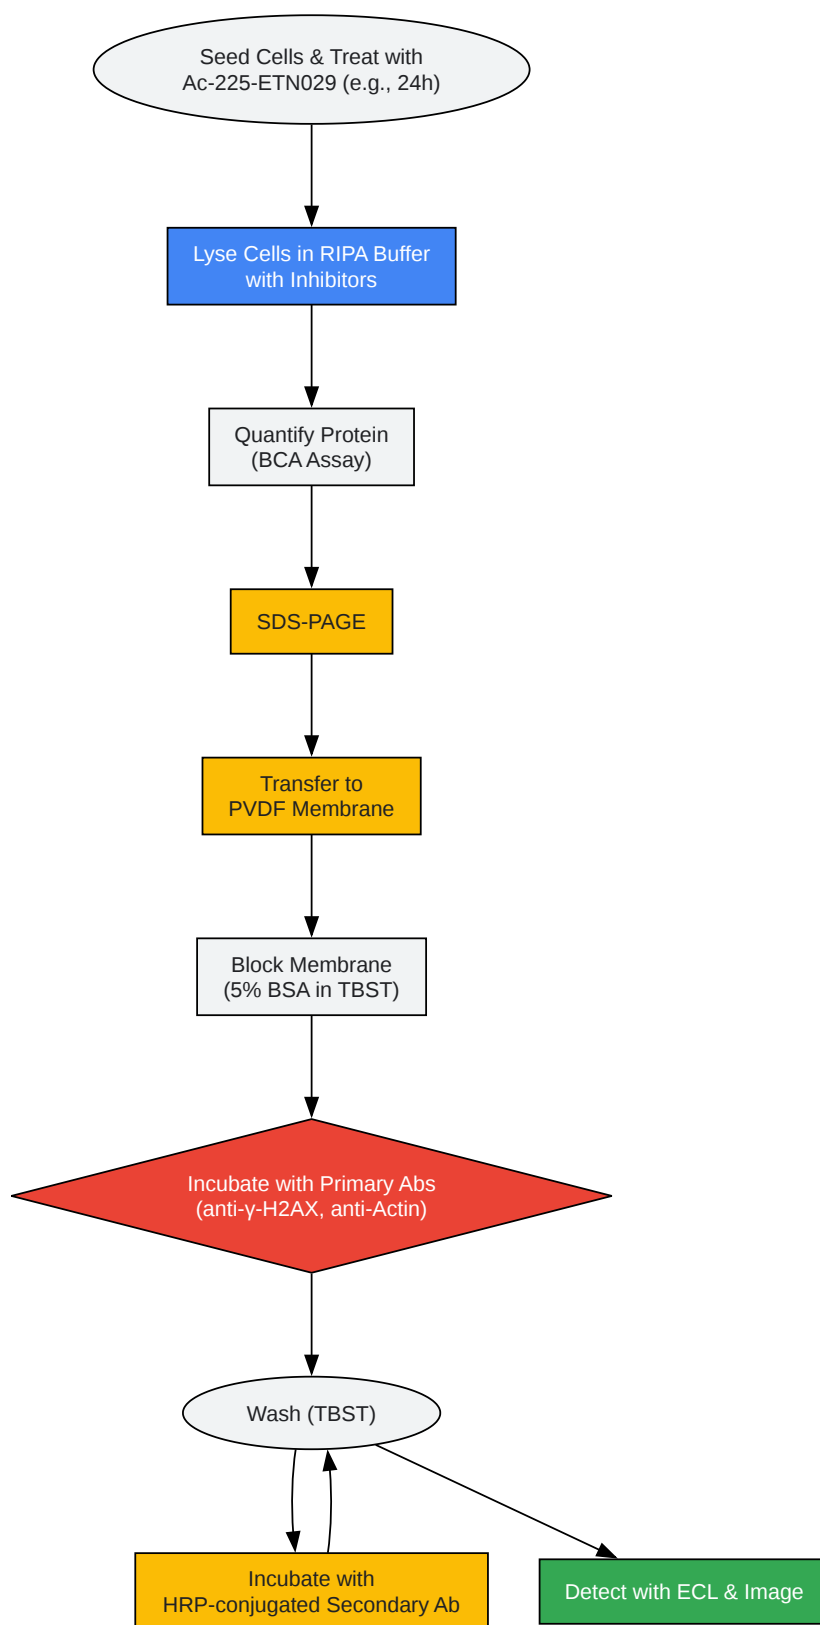 Seed Cells & Treat with
Ac-225-ETN029 (e.g., 24h)
Lyse Cells in RIPA Buffer
with Inhibitors
Quantify Protein
(BCA Assay)
SDS-PAGE
Transfer to
PVDF Membrane
Block Membrane
(5% BSA in TBST)
Incubate with Primary Abs
(anti-γ-H2AX, anti-Actin)
Wash (TBST)
Incubate with
HRP-conjugated Secondary Ab
Detect with ECL & Image